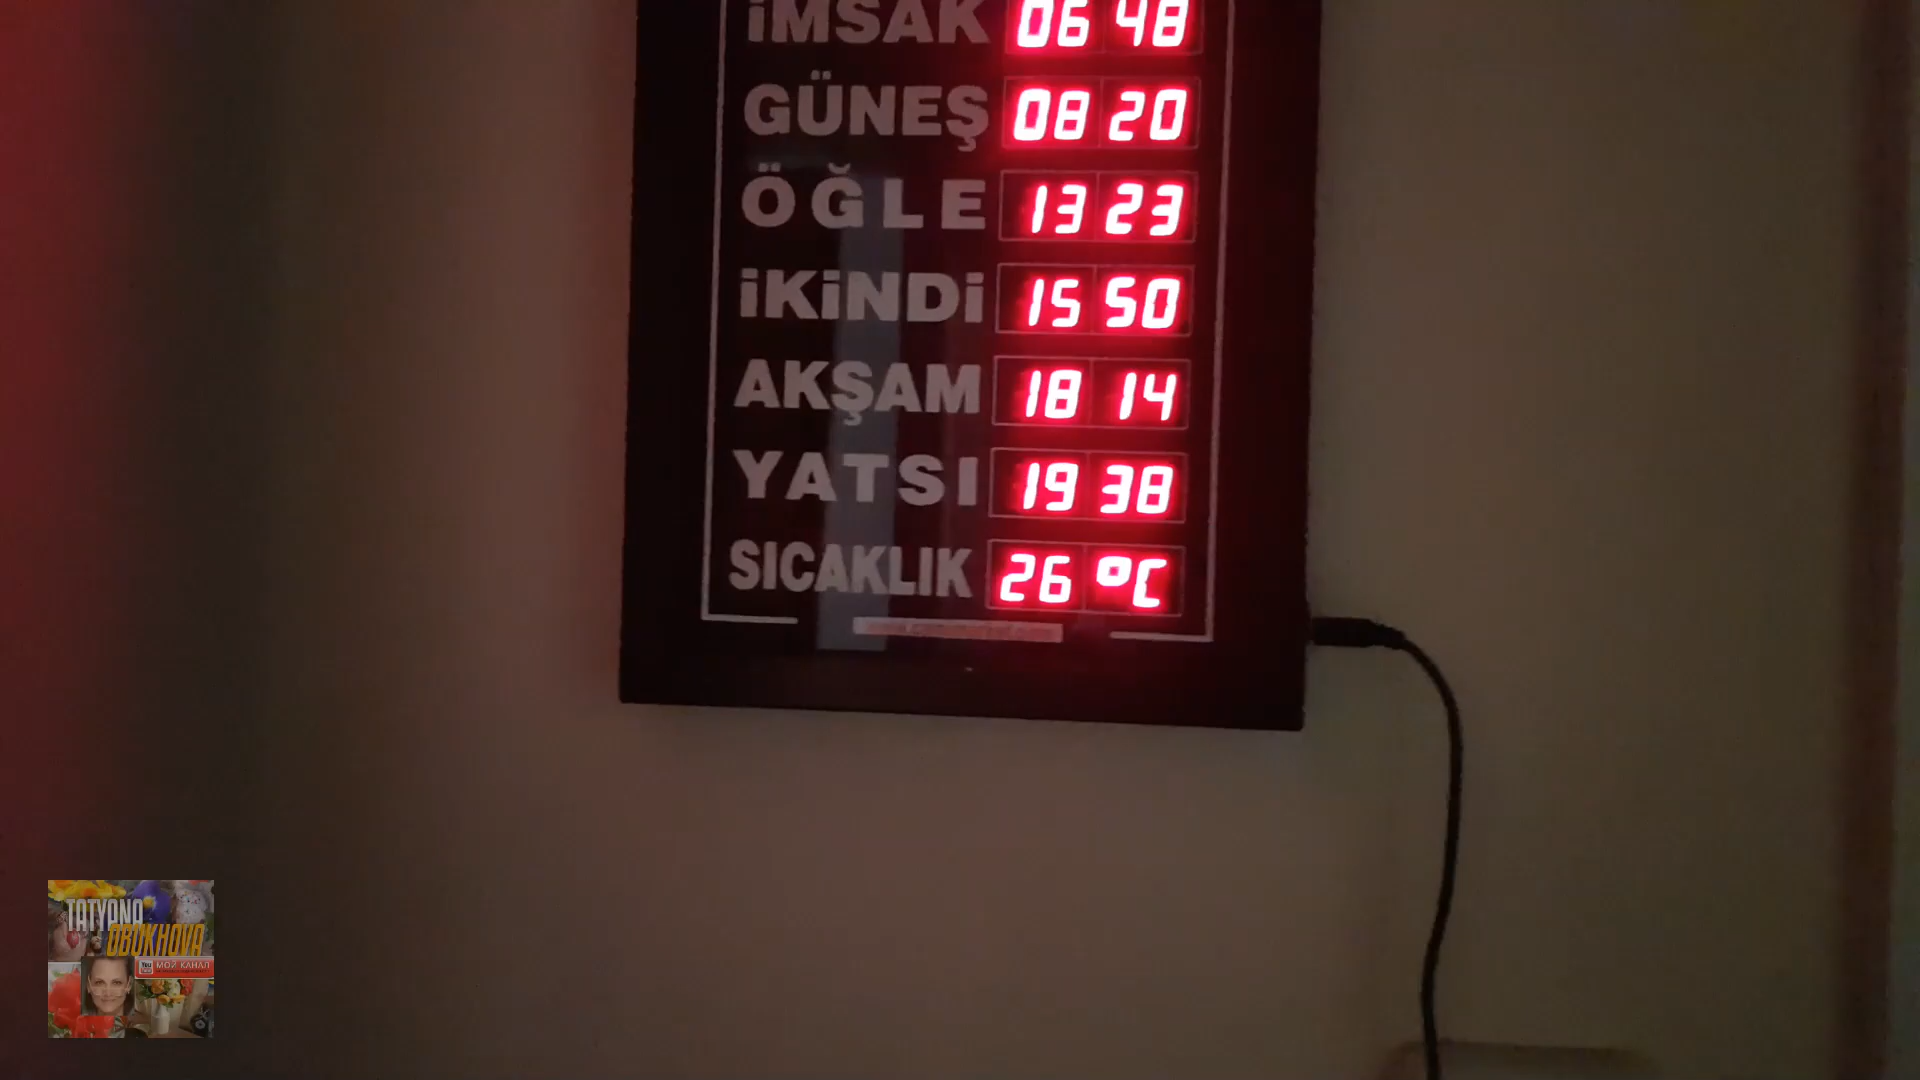 İMSAK 06 48
GÜNEŞ 08 20
ÖĞLE 13 23
İKİNDİ 15 50
AKŞAM 18 14
YATSI 19 38
SICAKLIK 26 °C
TATYANA
OBUKHOVA
You
МОЙ КАНАЛ